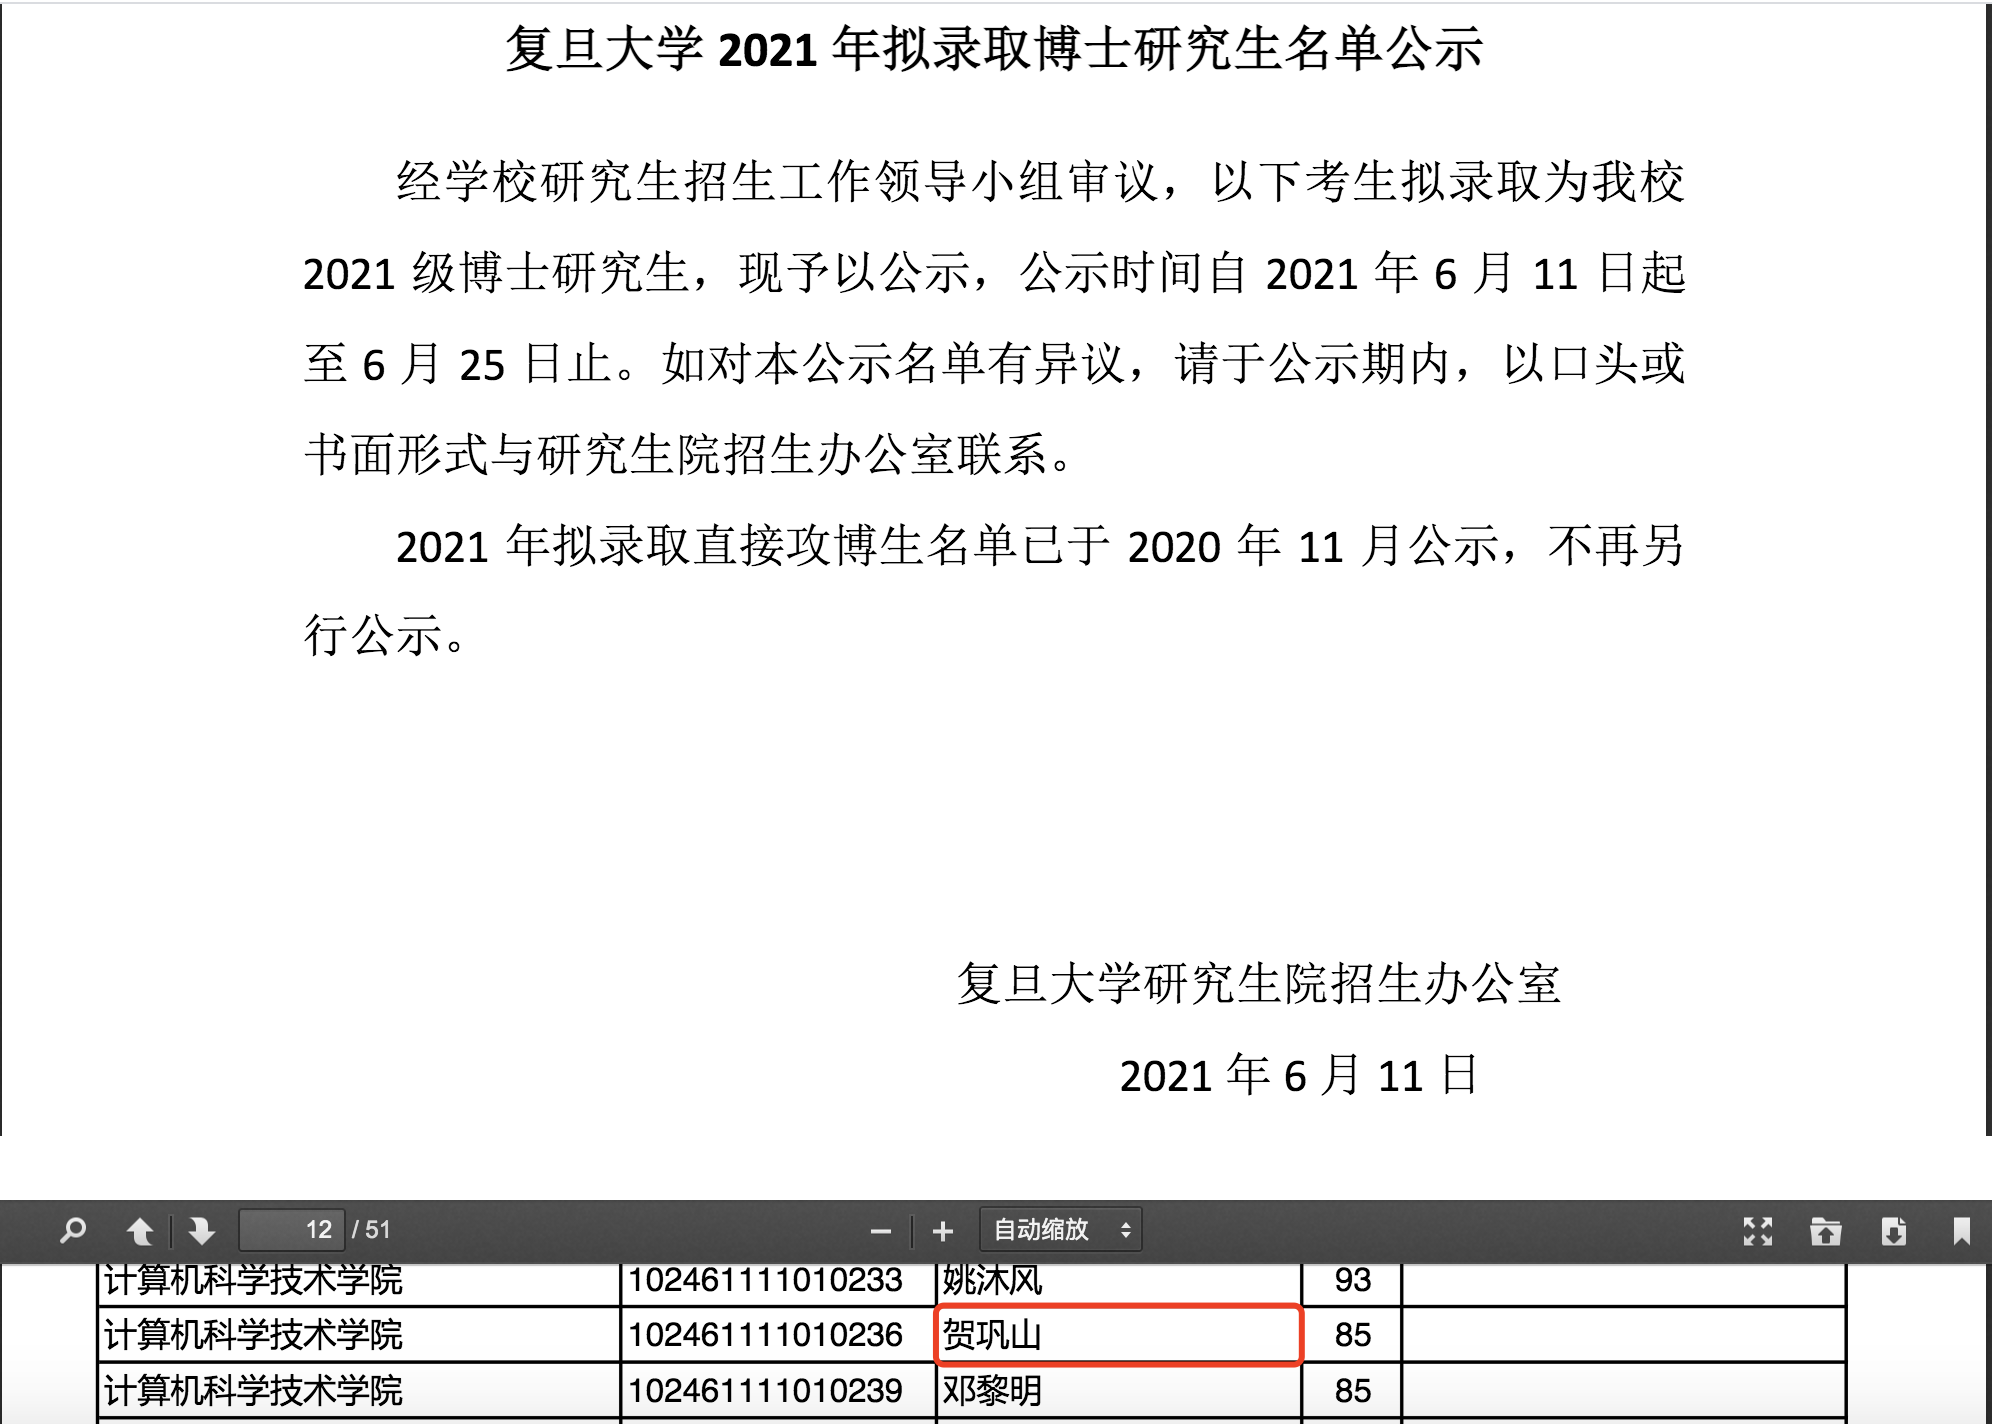 复旦大学 2021 年拟录取博士研究生名单公示
经学校研究生招生工作领导小组审议，以下考生拟录取为我校
2021 级博士研究生，现予以公示，公示时间自 2021 年 6 月 11 日起
至 6 月 25 日止。如对本公示名单有异议，请于公示期内，以口头或
书面形式与研究生院招生办公室联系。
2021 年拟录取直接攻博生名单已于 2020 年 11 月公示，不再另
行公示。
复旦大学研究生院招生办公室
2021 年 6 月 11 日
12 / 51 自动缩放
计算机科学技术学院 102461111010233 姚沐风 93
计算机科学技术学院 102461111010236 贺巩山 85
计算机科学技术学院 102461111010239 邓黎明 85